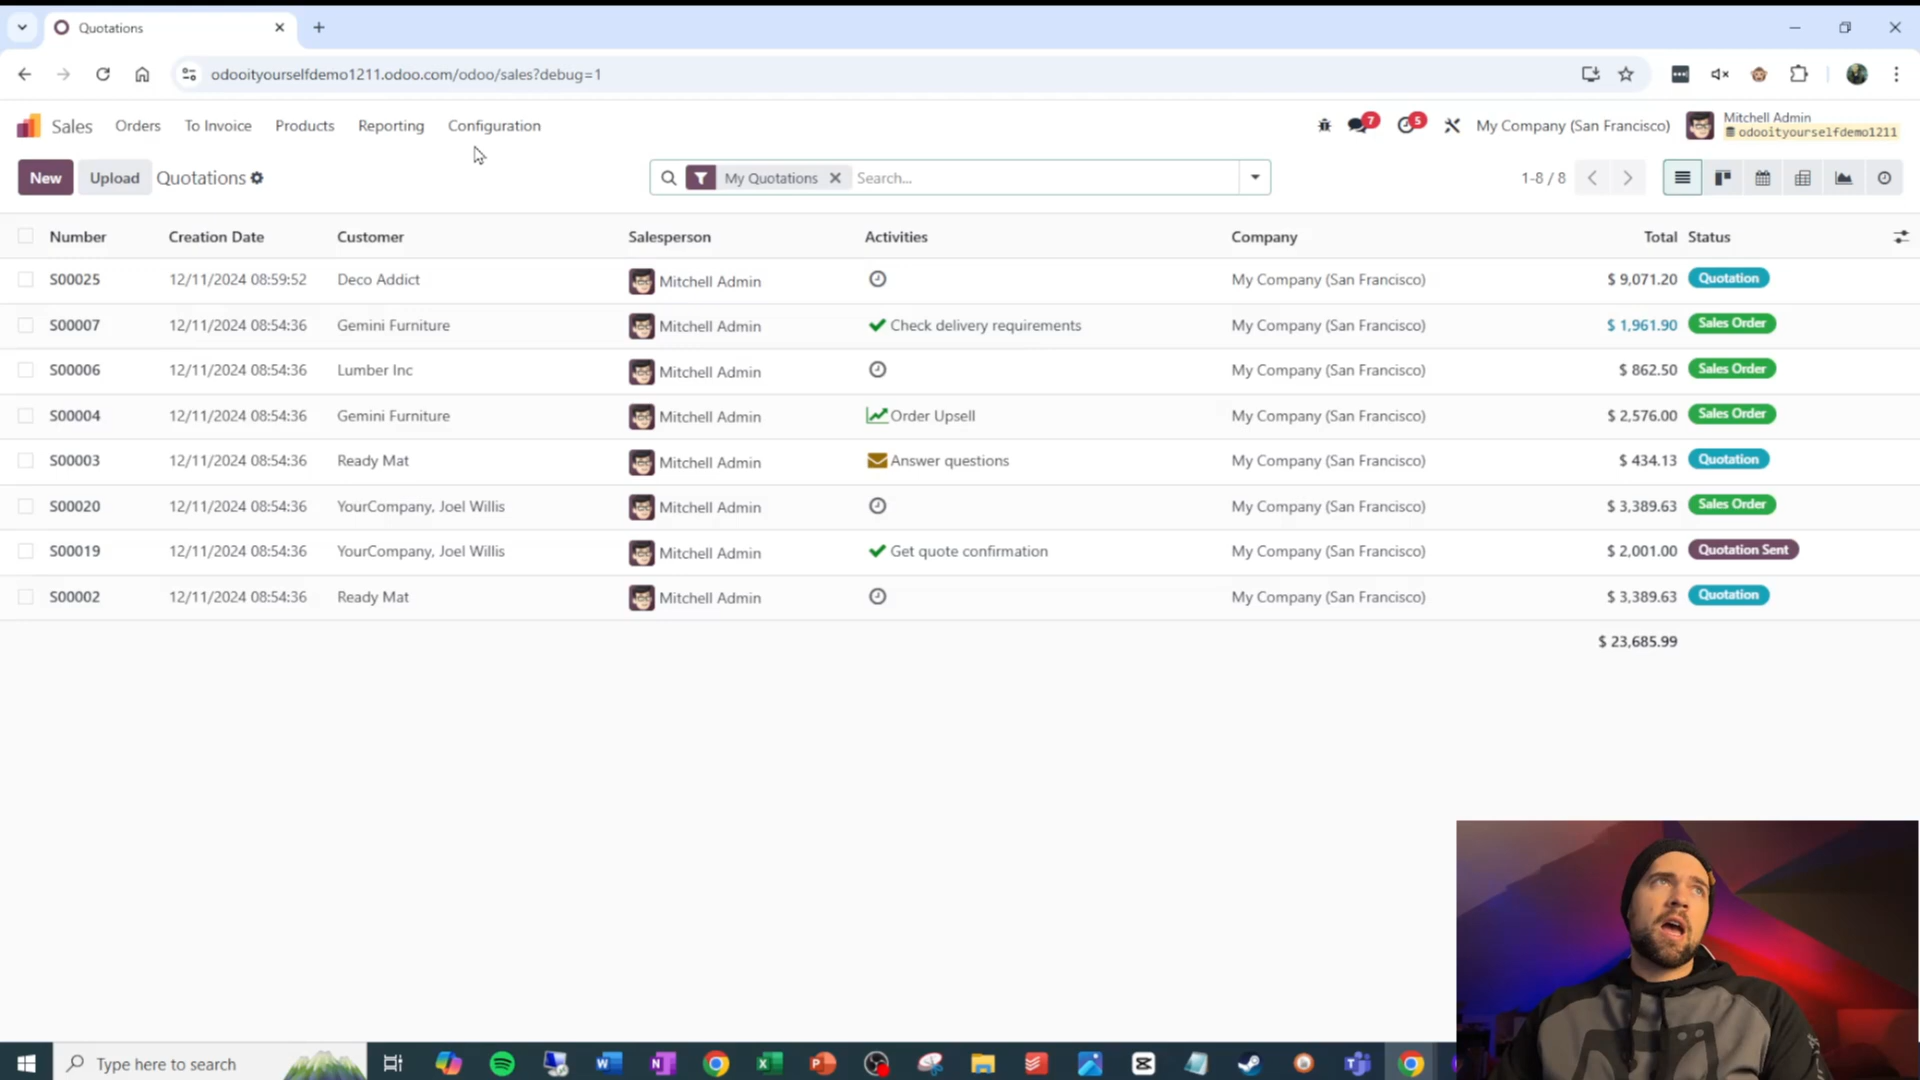 Quotations
odooityourselfdemo1211.odoo.com/odoo/sales?debug=1
Sales Orders To Invoice Products Reporting Configuration 7 5 My Company (San Francisco) Mitchell Admin
odooityourselfdemo1211
New Upload Quotations My Quotations Search... 1-8 / 8
Number Creation Date Customer Salesperson Activities Company Total Status
S00025 12/11/2024 08:59:52 Deco Addict Mitchell Admin My Company (San Francisco) $ 9,071.20 Quotation
S00007 12/11/2024 08:54:36 Gemini Furniture Mitchell Admin Check delivery requirements My Company (San Francisco) $ 1,961.90 Sales Order
S00006 12/11/2024 08:54:36 Lumber Inc Mitchell Admin My Company (San Francisco) $ 862.50 Sales Order
S00004 12/11/2024 08:54:36 Gemini Furniture Mitchell Admin Order Upsell My Company (San Francisco) $ 2,576.00 Sales Order
S00003 12/11/2024 08:54:36 Ready Mat Mitchell Admin Answer questions My Company (San Francisco) $ 434.13 Quotation
S00020 12/11/2024 08:54:36 YourCompany, Joel Willis Mitchell Admin My Company (San Francisco) $ 3,389.63 Sales Order
S00019 12/11/2024 08:54:36 YourCompany, Joel Willis Mitchell Admin Get quote confirmation My Company (San Francisco) $ 2,001.00 Quotation Sent
S00002 12/11/2024 08:54:36 Ready Mat Mitchell Admin My Company (San Francisco) $ 3,389.63 Quotation
$ 23,685.99
Type here to search